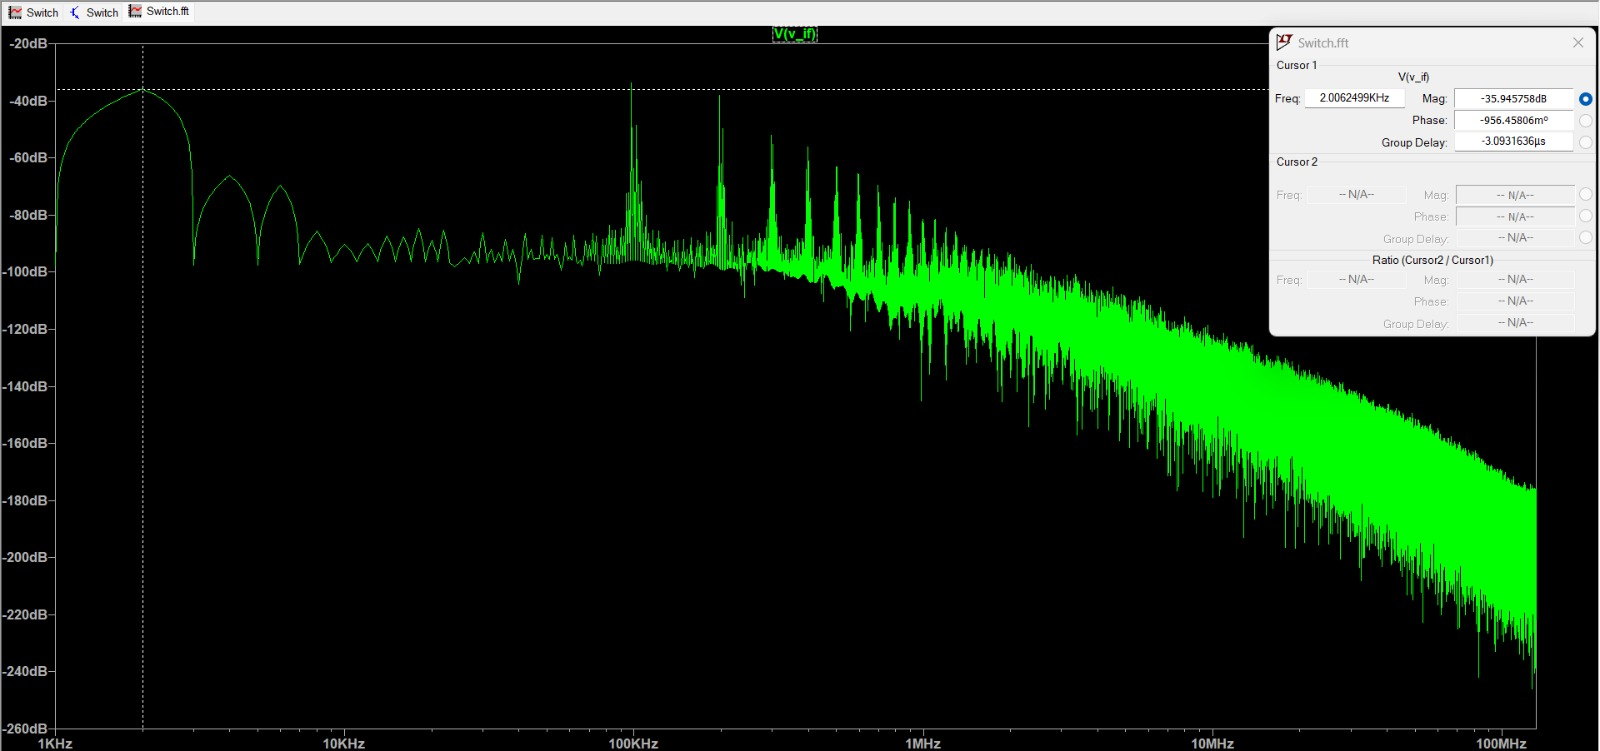 Switch Switch Switch.fft
V(v_if)
-20dB
-40dB
-60dB
-80dB
-100dB
-120dB
-140dB
-160dB
-180dB
-200dB
-220dB
-240dB
-260dB
1KHz 10KHz 100KHz 1MHz 10MHz 100MHz
Switch.fft
Cursor 1
V(v_if)
Freq: 2.0062499KHz Mag: -35.945758dB
Phase: -956.45806mº
Group Delay: -3.0931636µs
Cursor 2
Freq: -- N/A-- Mag: -- N/A--
Phase: -- N/A--
Group Delay: -- N/A--
Ratio (Cursor2 / Cursor1)
Freq: -- N/A-- Mag: -- N/A--
Phase: -- N/A--
Group Delay: -- N/A--